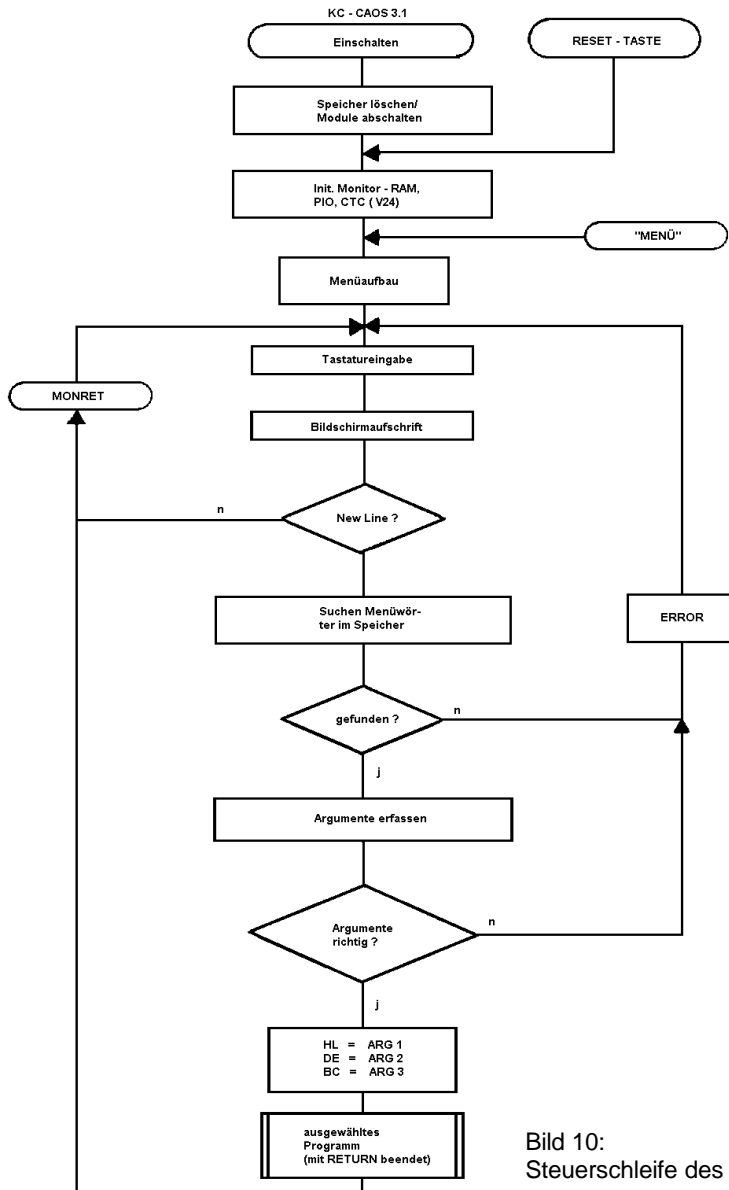 KC - CAOS 3.1
Einschalten
RESET - TASTE
Speicher löschen/
Module abschalten
Init. Monitor - RAM,
PIO, CTC ( V24)
"MENÜ"
Menüaufbau
Tastatureingabe
MONRET
Bildschirmaufschrift
n
New Line ?
Suchen Menüwör-
ter im Speicher
ERROR
gefunden ?
n
j
Argumente erfassen
Argumente
richtig ?
n
j
HL = ARG 1
DE = ARG 2
BC = ARG 3
ausgewähltes
Programm
(mit RETURN beendet)
Bild 10:
Steuerschleife des